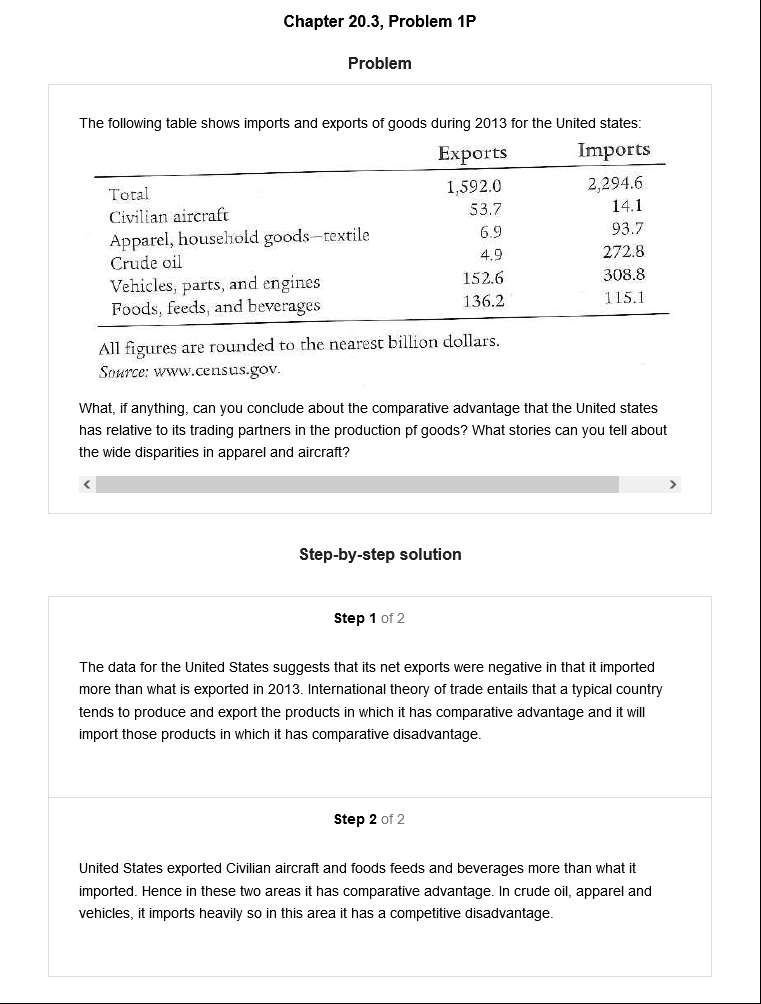 Chapter 20.3, Problem 1P
Problem
The following table shows imports and exports of goods during 2013 for the United states:
Exports Imports
Total 1,592.0 2,294.6
Civilian aircraft 53.7 14.1
Apparel, household goods—textile 6.9 93.7
Crude oil 4.9 272.8
Vehicles, parts, and engines 152.6 308.8
Foods, feeds, and beverages 136.2 115.1
All figures are rounded to the nearest billion dollars.
Source: www.census.gov.
What, if anything, can you conclude about the comparative advantage that the United states
has relative to its trading partners in the production pf goods? What stories can you tell about
the wide disparities in apparel and aircraft?
Step-by-step solution
Step 1 of 2
The data for the United States suggests that its net exports were negative in that it imported
more than what is exported in 2013. International theory of trade entails that a typical country
tends to produce and export the products in which it has comparative advantage and it will
import those products in which it has comparative disadvantage.
Step 2 of 2
United States exported Civilian aircraft and foods feeds and beverages more than what it
imported. Hence in these two areas it has comparative advantage. In crude oil, apparel and
vehicles, it imports heavily so in this area it has a competitive disadvantage.